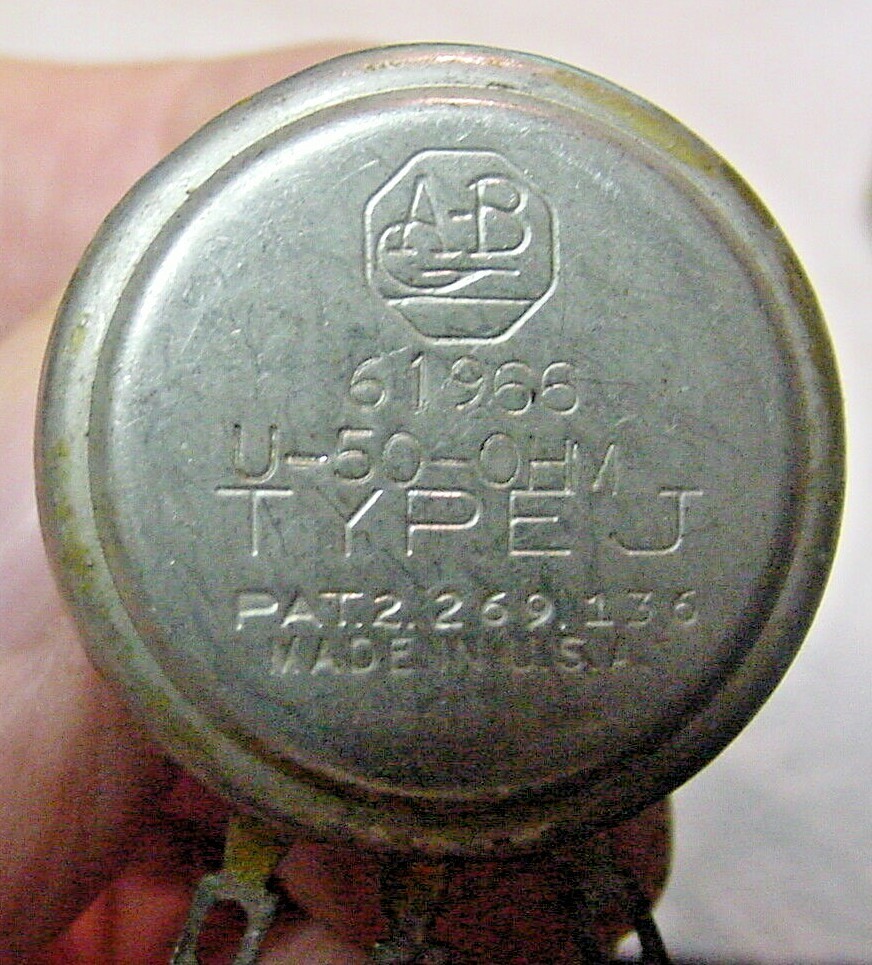 A-B
61966
U-50-OHM
TYPE J
PAT.2.269.136
MADE IN U.S.A.